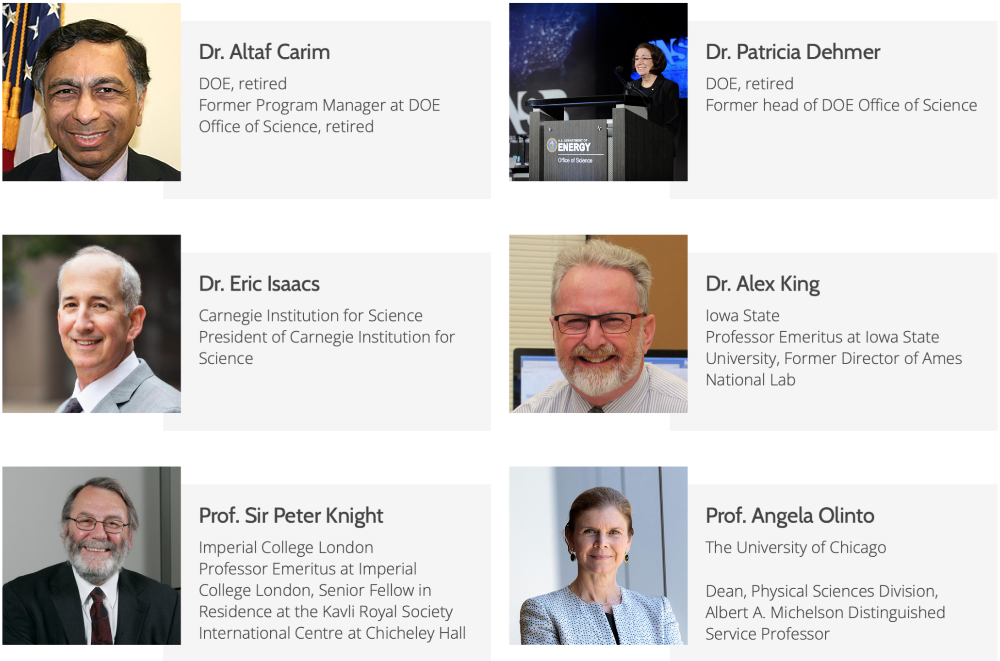 Dr. Altaf Carim
DOE, retired
Former Program Manager at DOE
Office of Science, retired
U.S. DEPARTMENT OF
ENERGY
Office of Science
Dr. Patricia Dehmer
DOE, retired
Former head of DOE Office of Science
Dr. Eric Isaacs
Carnegie Institution for Science
President of Carnegie Institution for
Science
Dr. Alex King
Iowa State
Professor Emeritus at Iowa State
University, Former Director of Ames
National Lab
Prof. Sir Peter Knight
Imperial College London
Professor Emeritus at Imperial
College London, Senior Fellow in
Residence at the Kavli Royal Society
International Centre at Chicheley Hall
Prof. Angela Olinto
The University of Chicago
Dean, Physical Sciences Division,
Albert A. Michelson Distinguished
Service Professor